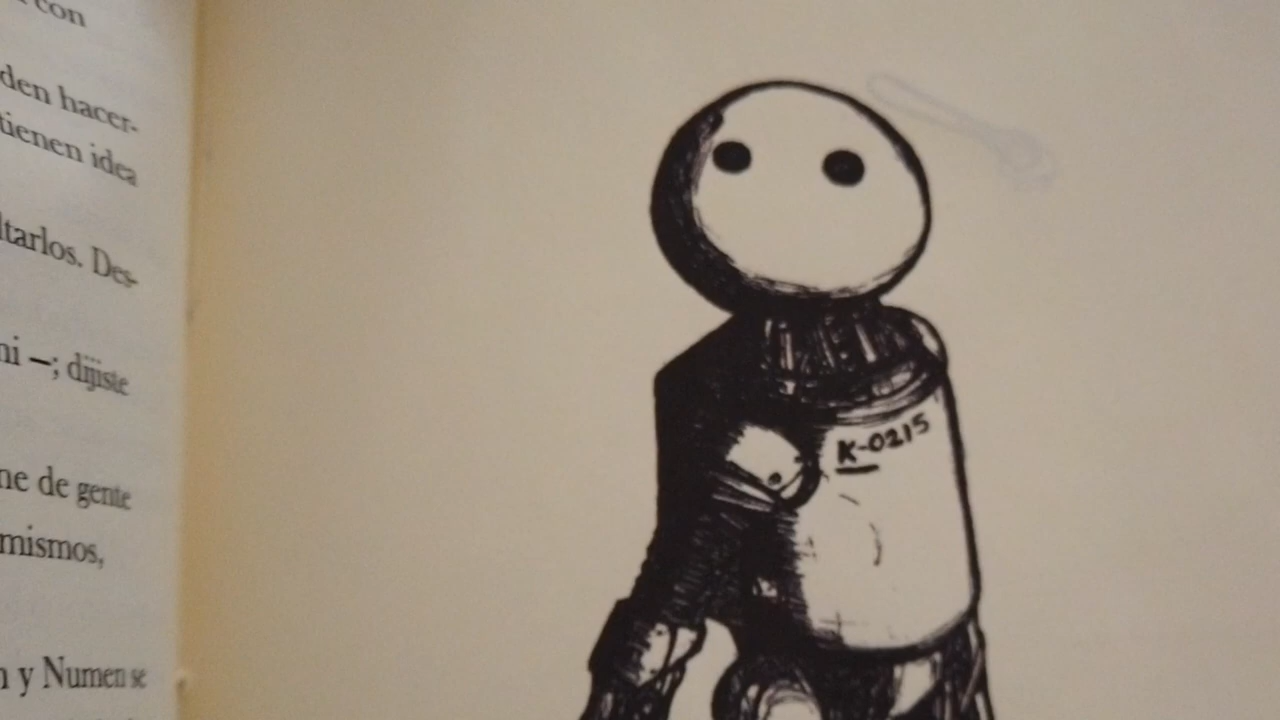 con
den hacer-
tienen idea
ltarlos. Des-
ni –; dijiste
ne de gente
mismos,
n y Numen se
K-0215